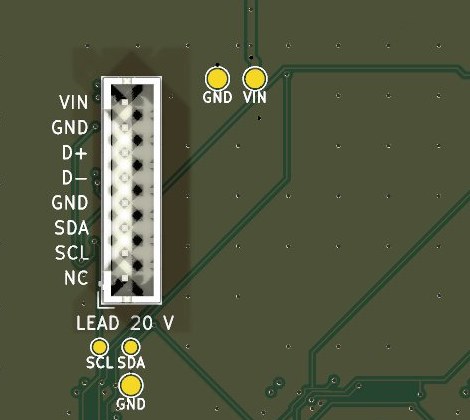 GND VIN
VIN
GND
D+
D−
GND
SDA
SCL
NC
LEAD 20 V
SCL SDA
GND